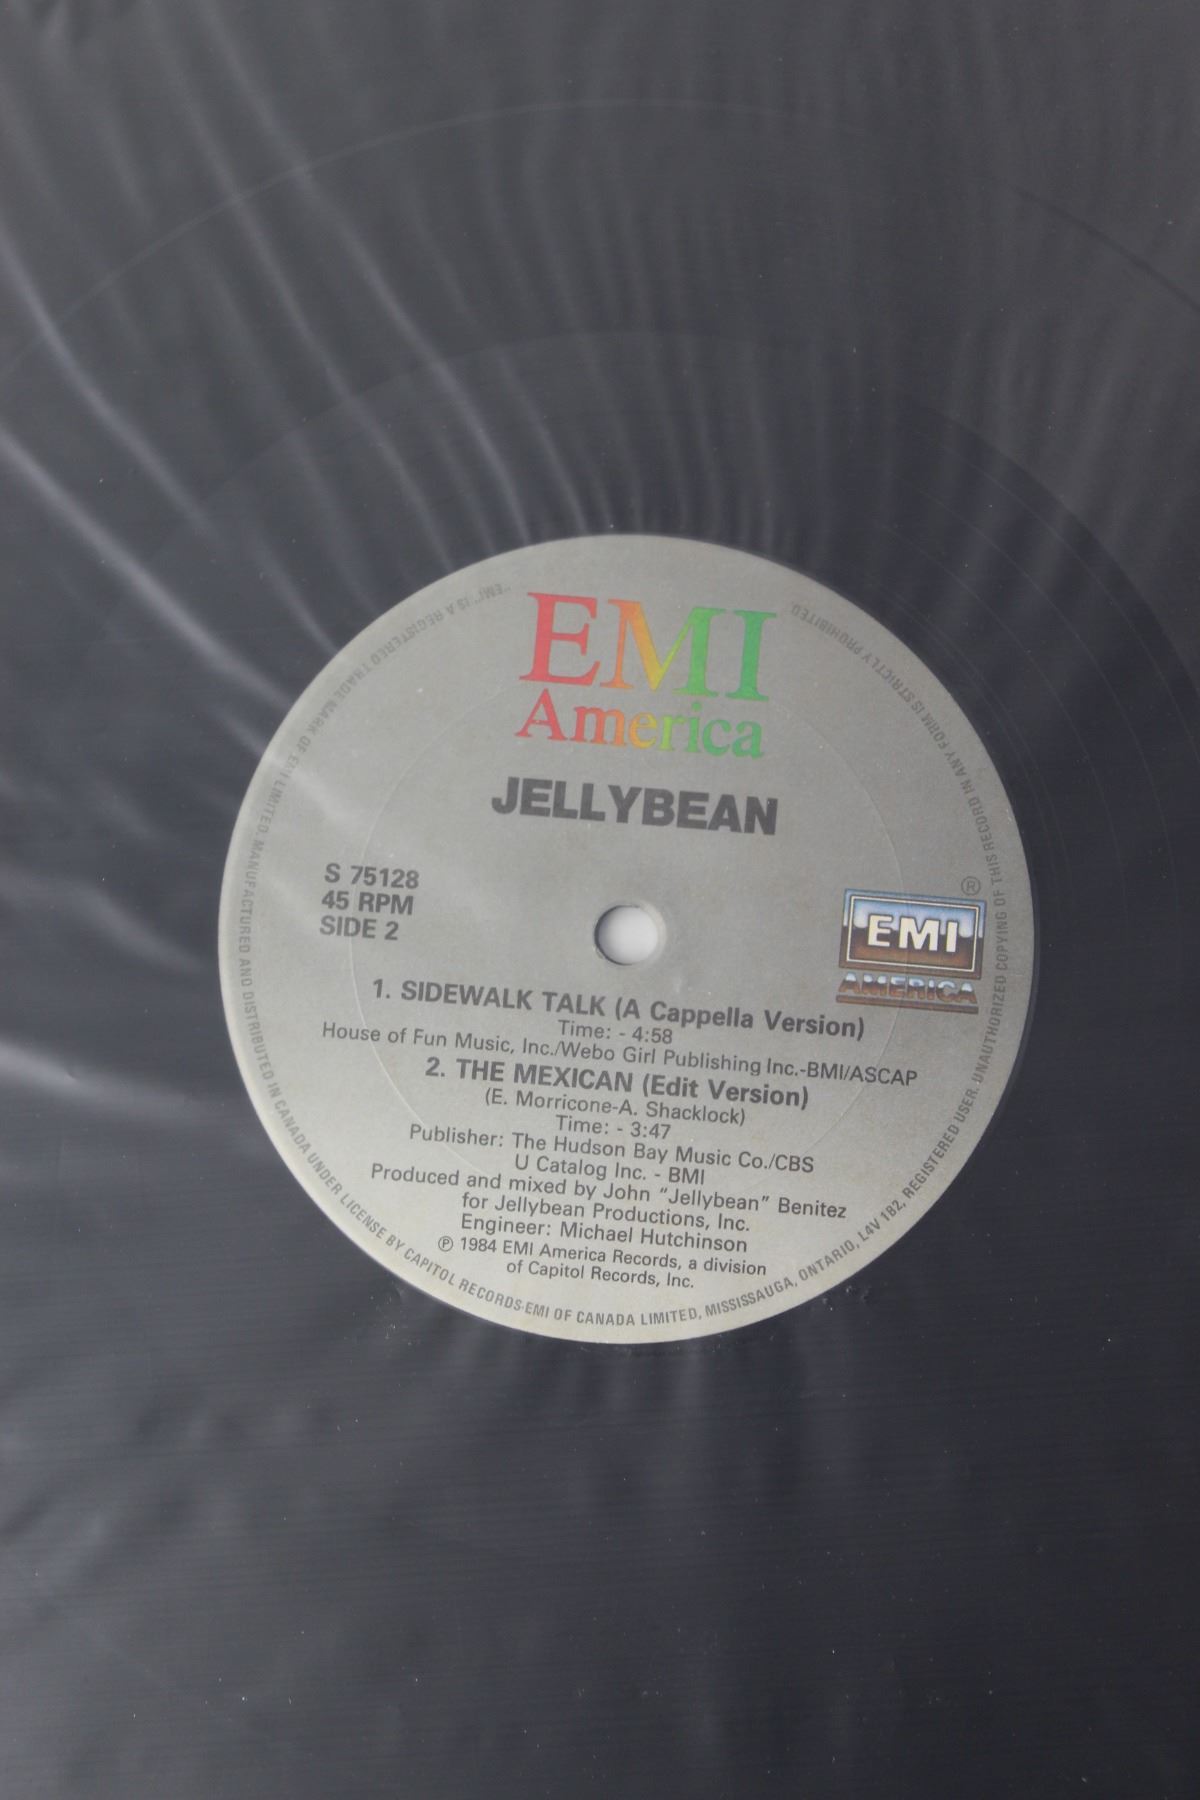 EMI
America
JELLYBEAN
S 75128
45 RPM
SIDE 2
®
EMI
AMERICA
1. SIDEWALK TALK (A Cappella Version)
Time: - 4:58
House of Fun Music, Inc./Webo Girl Publishing Inc.-BMI/ASCAP
2. THE MEXICAN (Edit Version)
(E. Morricone-A. Shacklock)
Time: - 3:47
Publisher: The Hudson Bay Music Co./CBS
U Catalog Inc. - BMI
Produced and mixed by John "Jellybean" Benitez
for Jellybean Productions, Inc.
Engineer: Michael Hutchinson
℗ 1984 EMI America Records, a division
of Capitol Records, Inc.
"EMI" IS A REGISTERED TRADE MARK OF EMI LIMITED. MANUFACTURED AND DISTRIBUTED IN CANADA UNDER LICENSE BY CAPITOL RECORDS-EMI OF CANADA LIMITED, MISSISSAUGA, ONTARIO, L4V 1B2, REGISTERED USER. UNAUTHORIZED COPYING OF THIS RECORD IN ANY FORM IS STRICTLY PROHIBITED.